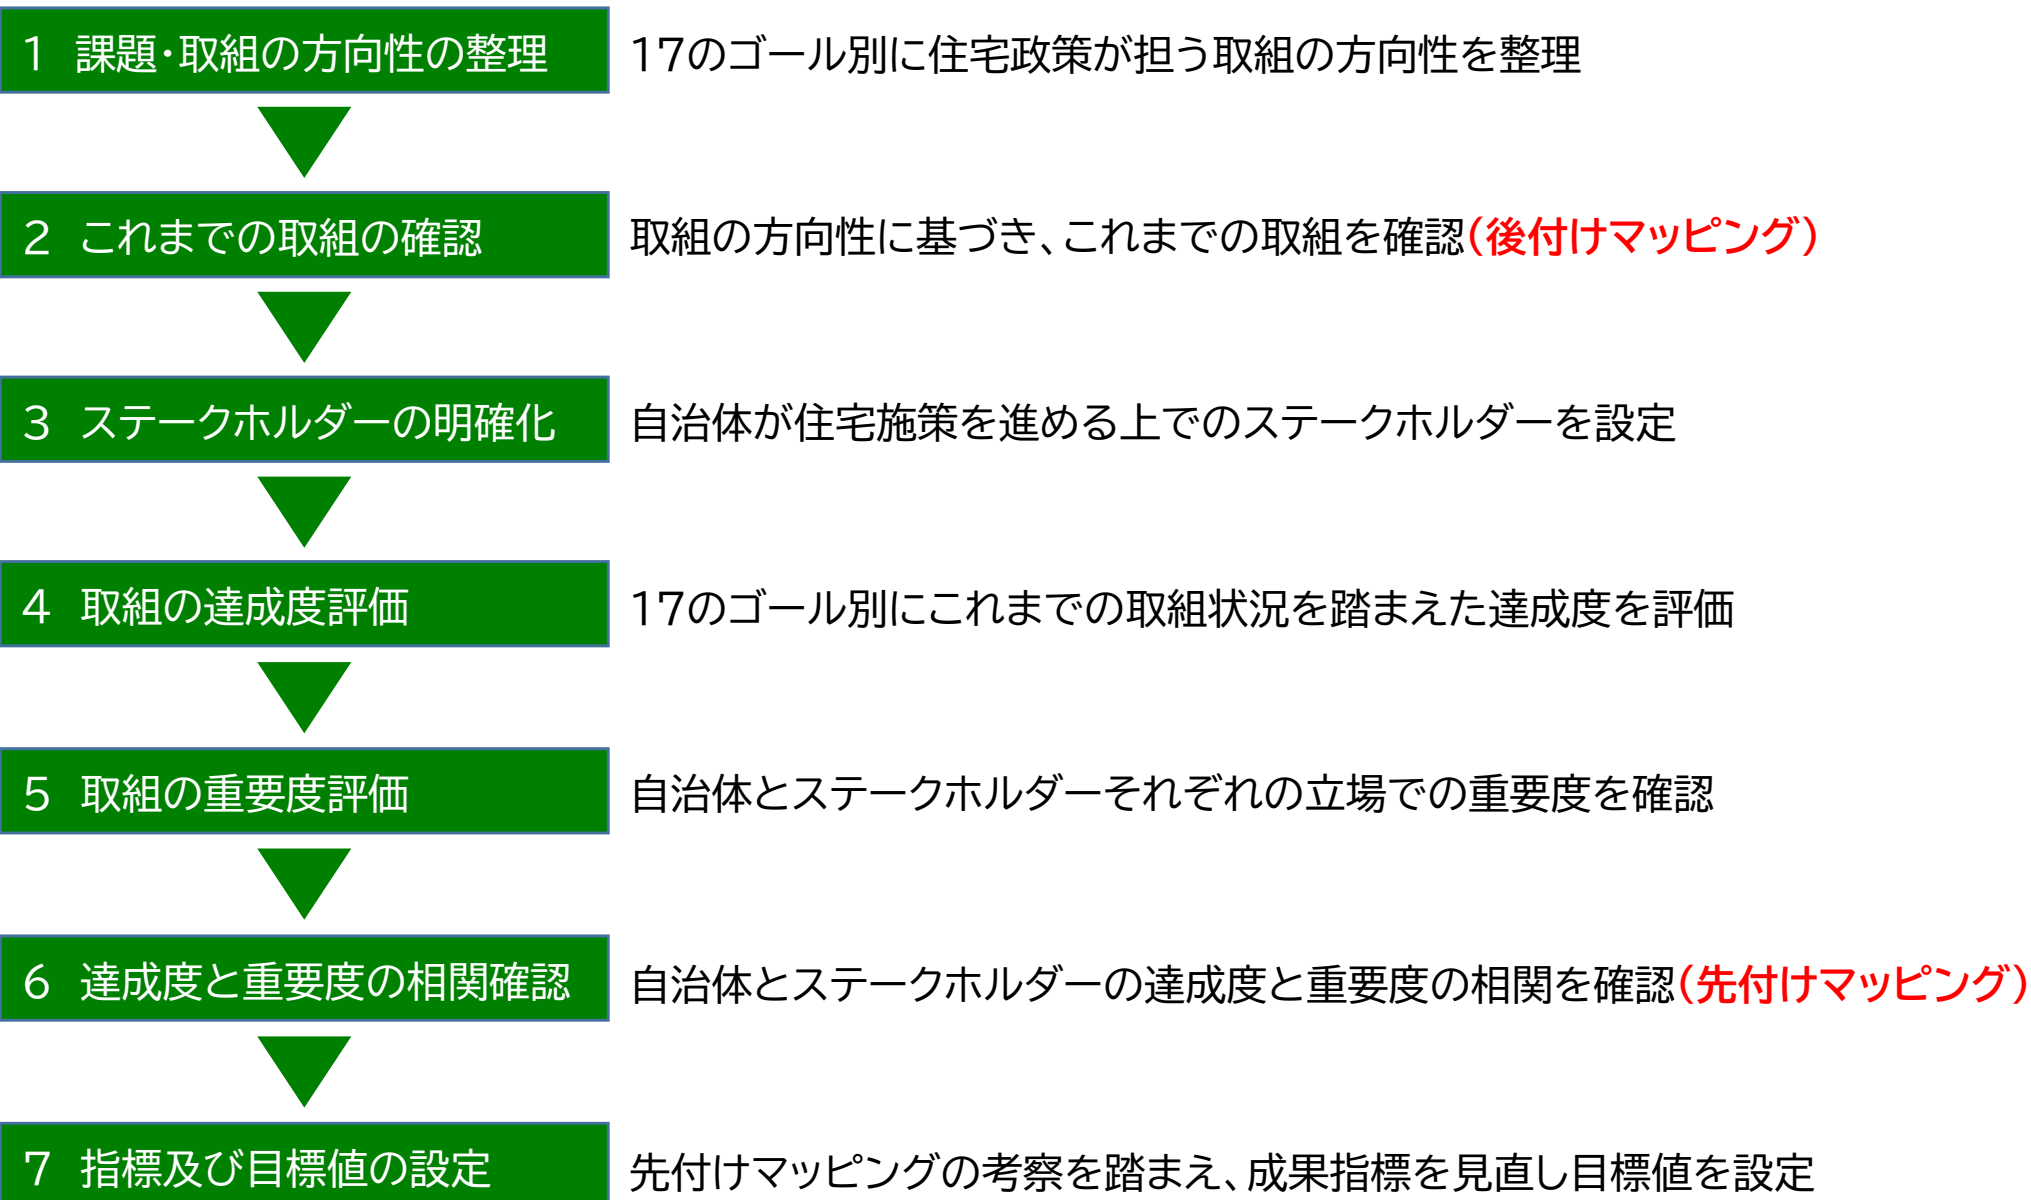 1 課題・取組の方向性の整理
17のゴール別に住宅政策が担う取組の方向性を整理
2 これまでの取組の確認
取組の方向性に基づき、これまでの取組を確認(後付けマッピング)
3 ステークホルダーの明確化
自治体が住宅施策を進める上でのステークホルダーを設定
4 取組の達成度評価
17のゴール別にこれまでの取組状況を踏まえた達成度を評価
5 取組の重要度評価
自治体とステークホルダーそれぞれの立場での重要度を確認
6 達成度と重要度の相関確認
自治体とステークホルダーの達成度と重要度の相関を確認(先付けマッピング)
7 指標及び目標値の設定
先付けマッピングの考察を踏まえ、成果指標を見直し目標値を設定